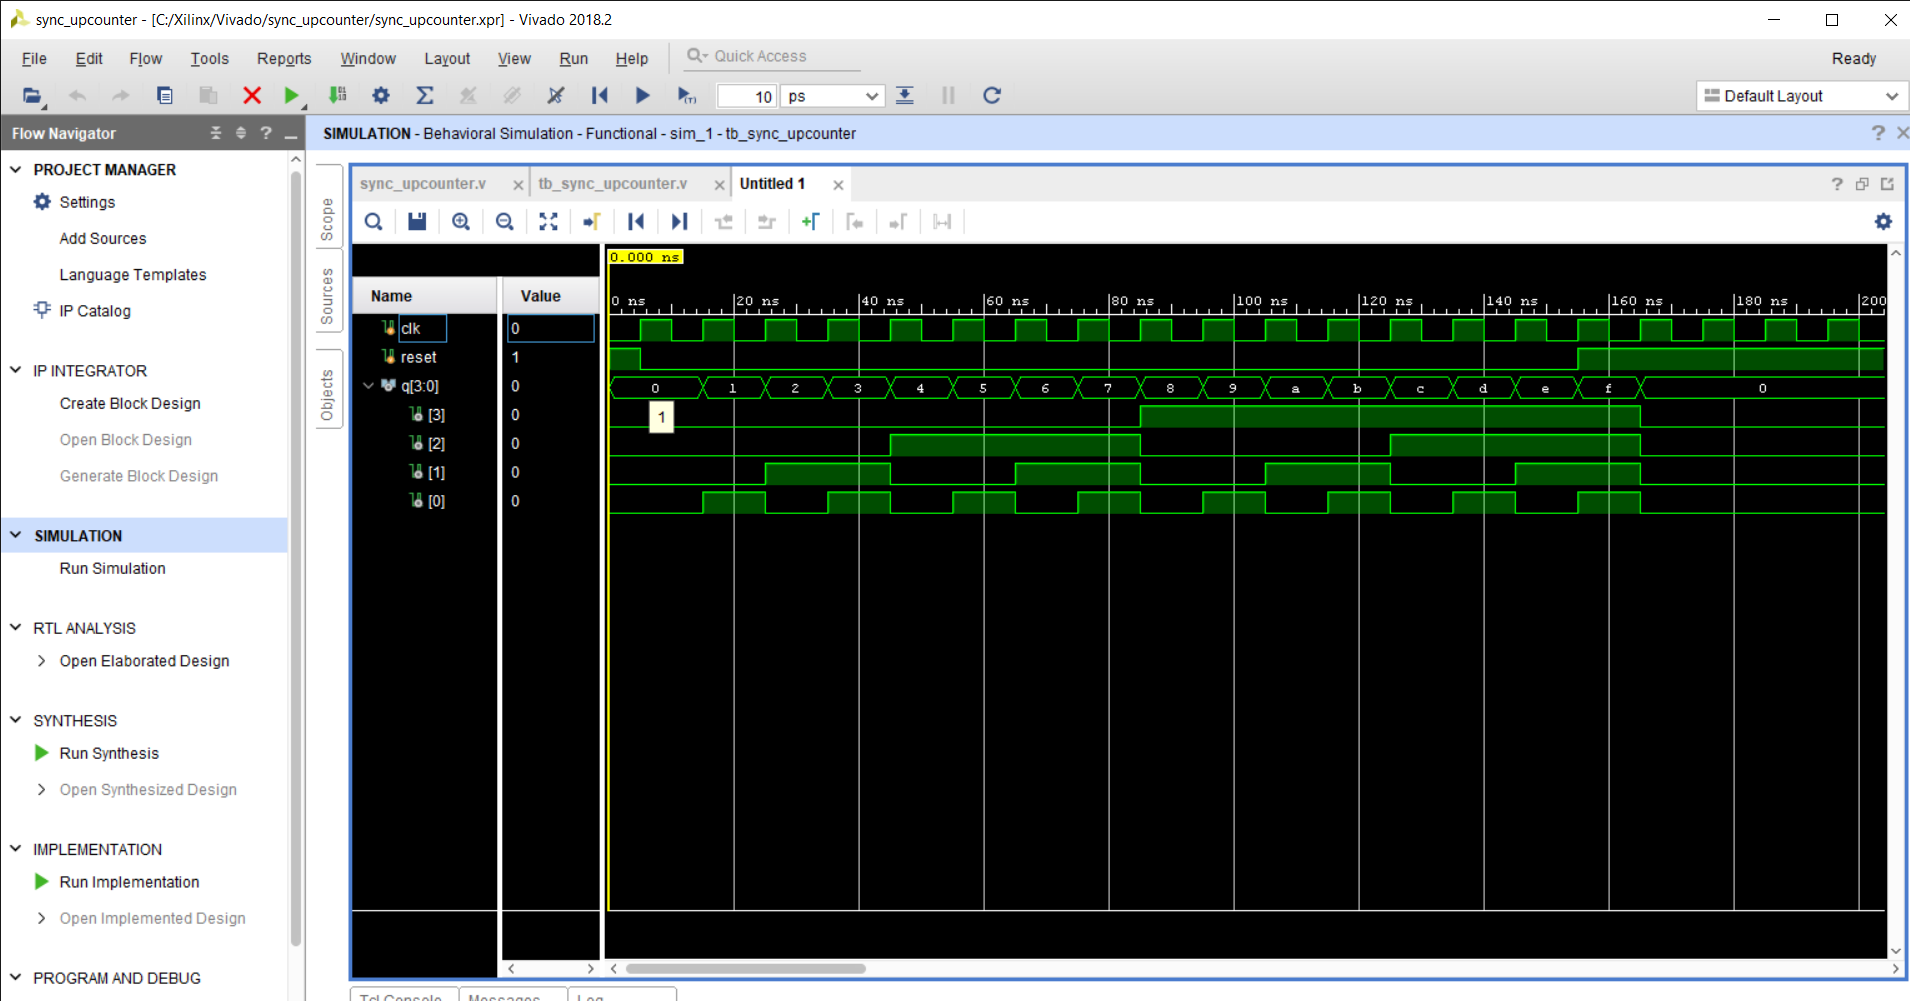 sync_upcounter - [C:/Xilinx/Vivado/sync_upcounter/sync_upcounter.xpr] - Vivado 2018.2
File Edit Flow Tools Reports Window Layout View Run Help Quick Access Ready
10 ps Default Layout
Flow Navigator
SIMULATION - Behavioral Simulation - Functional - sim_1 - tb_sync_upcounter
PROJECT MANAGER
Settings
Add Sources
Language Templates
IP Catalog
IP INTEGRATOR
Create Block Design
Open Block Design
Generate Block Design
SIMULATION
Run Simulation
RTL ANALYSIS
Open Elaborated Design
SYNTHESIS
Run Synthesis
Open Synthesized Design
IMPLEMENTATION
Run Implementation
Open Implemented Design
PROGRAM AND DEBUG
Scope
Sources
Objects
sync_upcounter.v tb_sync_upcounter.v Untitled 1
0.000 ns
Name Value
0 ns 20 ns 40 ns 60 ns 80 ns 100 ns 120 ns 140 ns 160 ns 180 ns 200
clk 0
reset 1
q[3:0] 0 0 1 2 3 4 5 6 7 8 9 a b c d e f 0
[3] 0 1
[2] 0
[1] 0
[0] 0
Tcl Console Messages Log